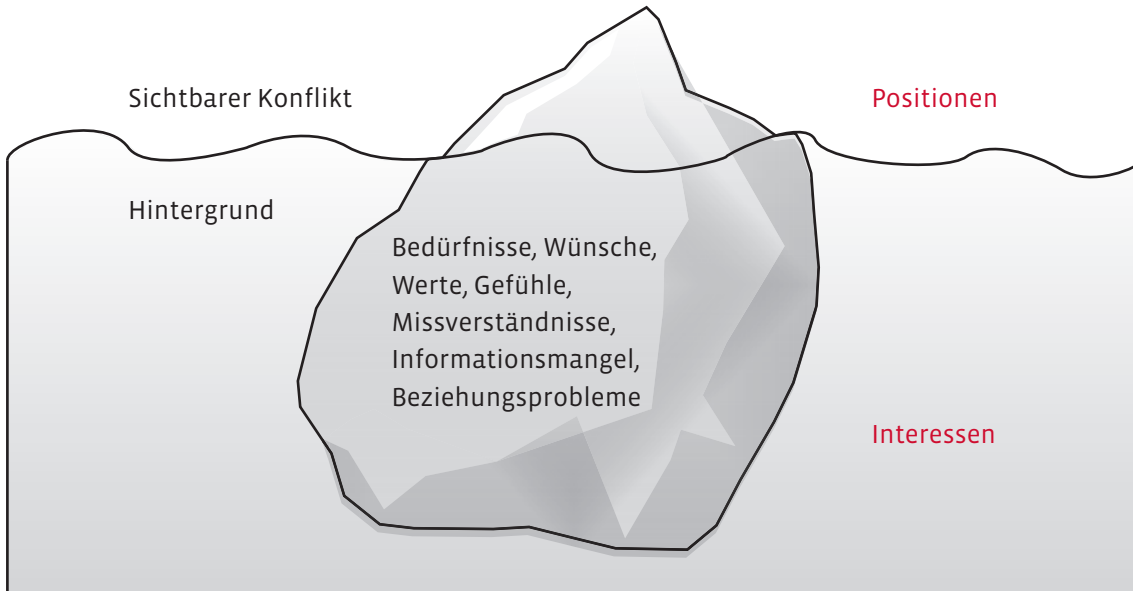 Sichtbarer Konflikt
Positionen
Hintergrund
Bedürfnisse, Wünsche,
Werte, Gefühle,
Missverständnisse,
Informationsmangel,
Beziehungsprobleme
Interessen